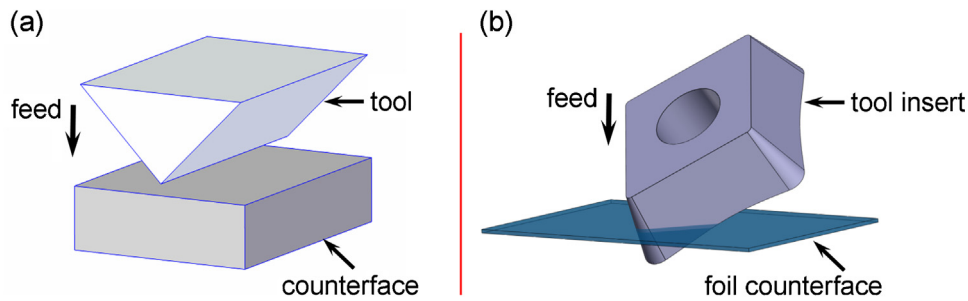 (a)
feed
tool
counterface
(b)
feed
tool insert
foil counterface